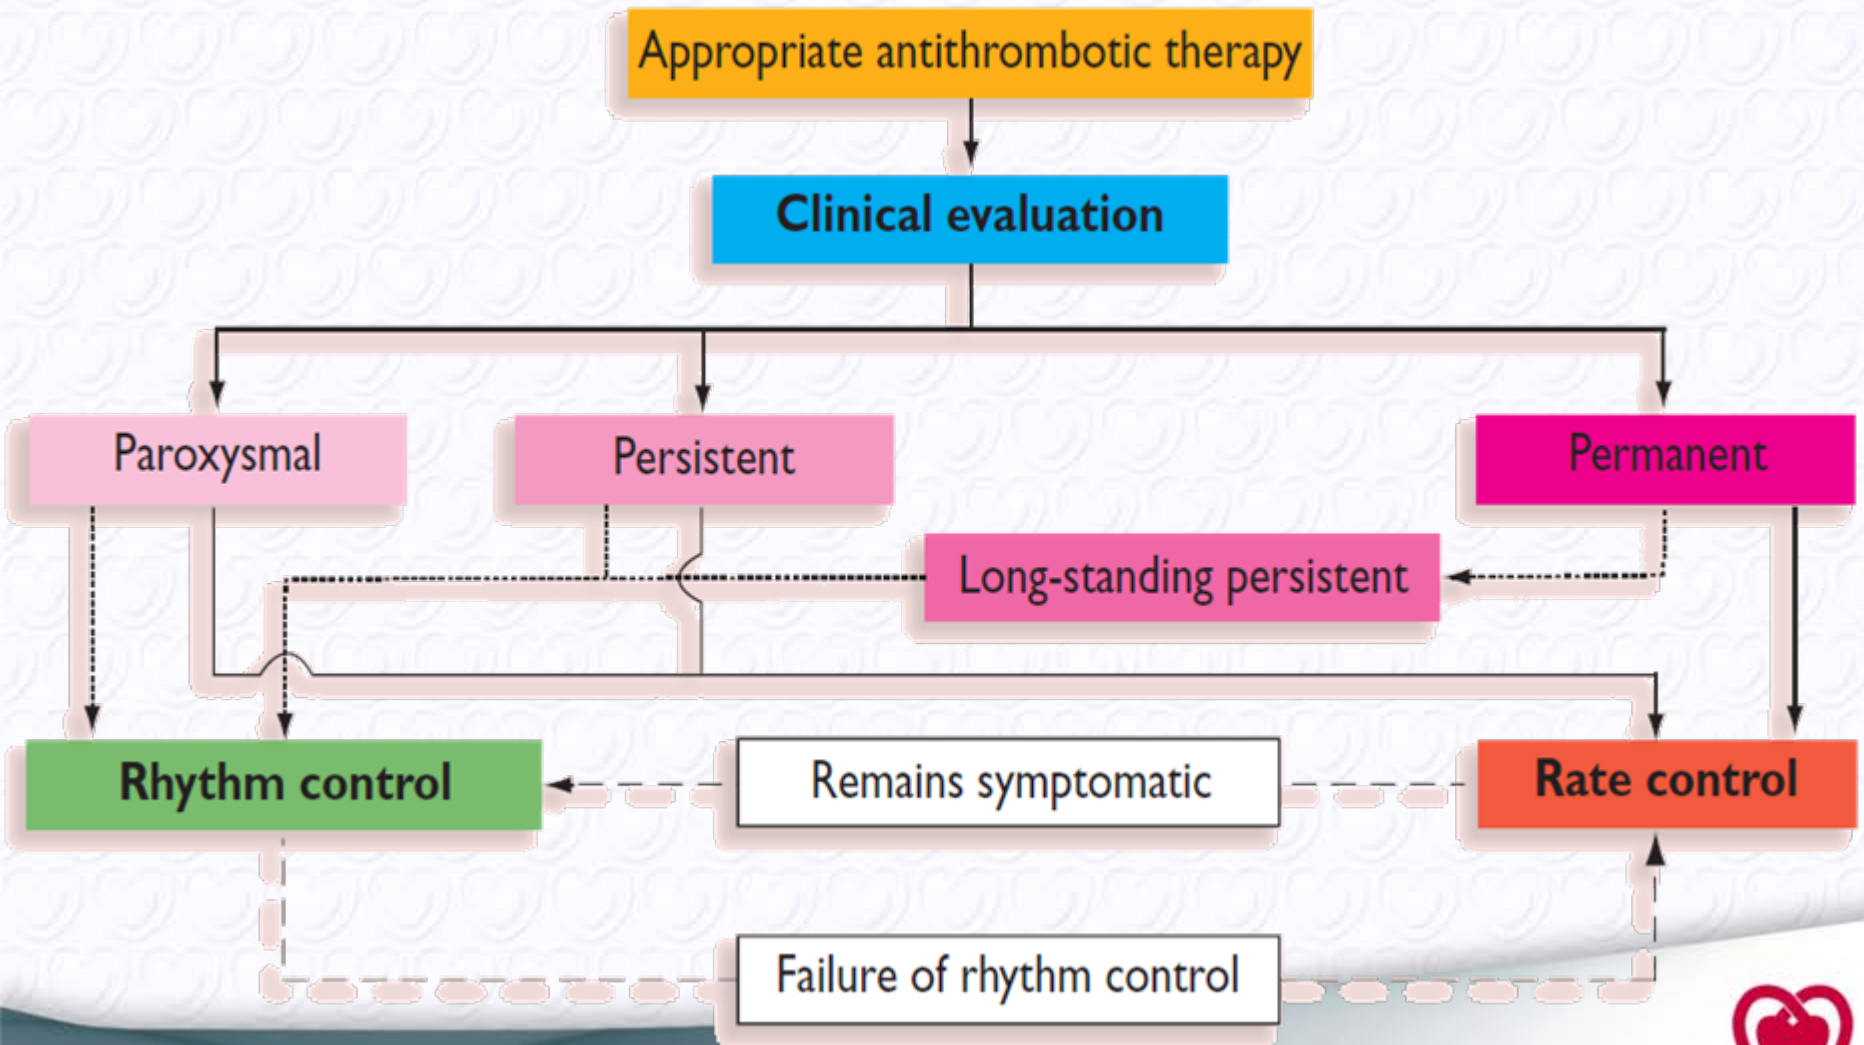 Appropriate antithrombotic therapy
Clinical evaluation
Paroxysmal
Persistent
Permanent
Long-standing persistent
Rhythm control
Remains symptomatic
Rate control
Failure of rhythm control